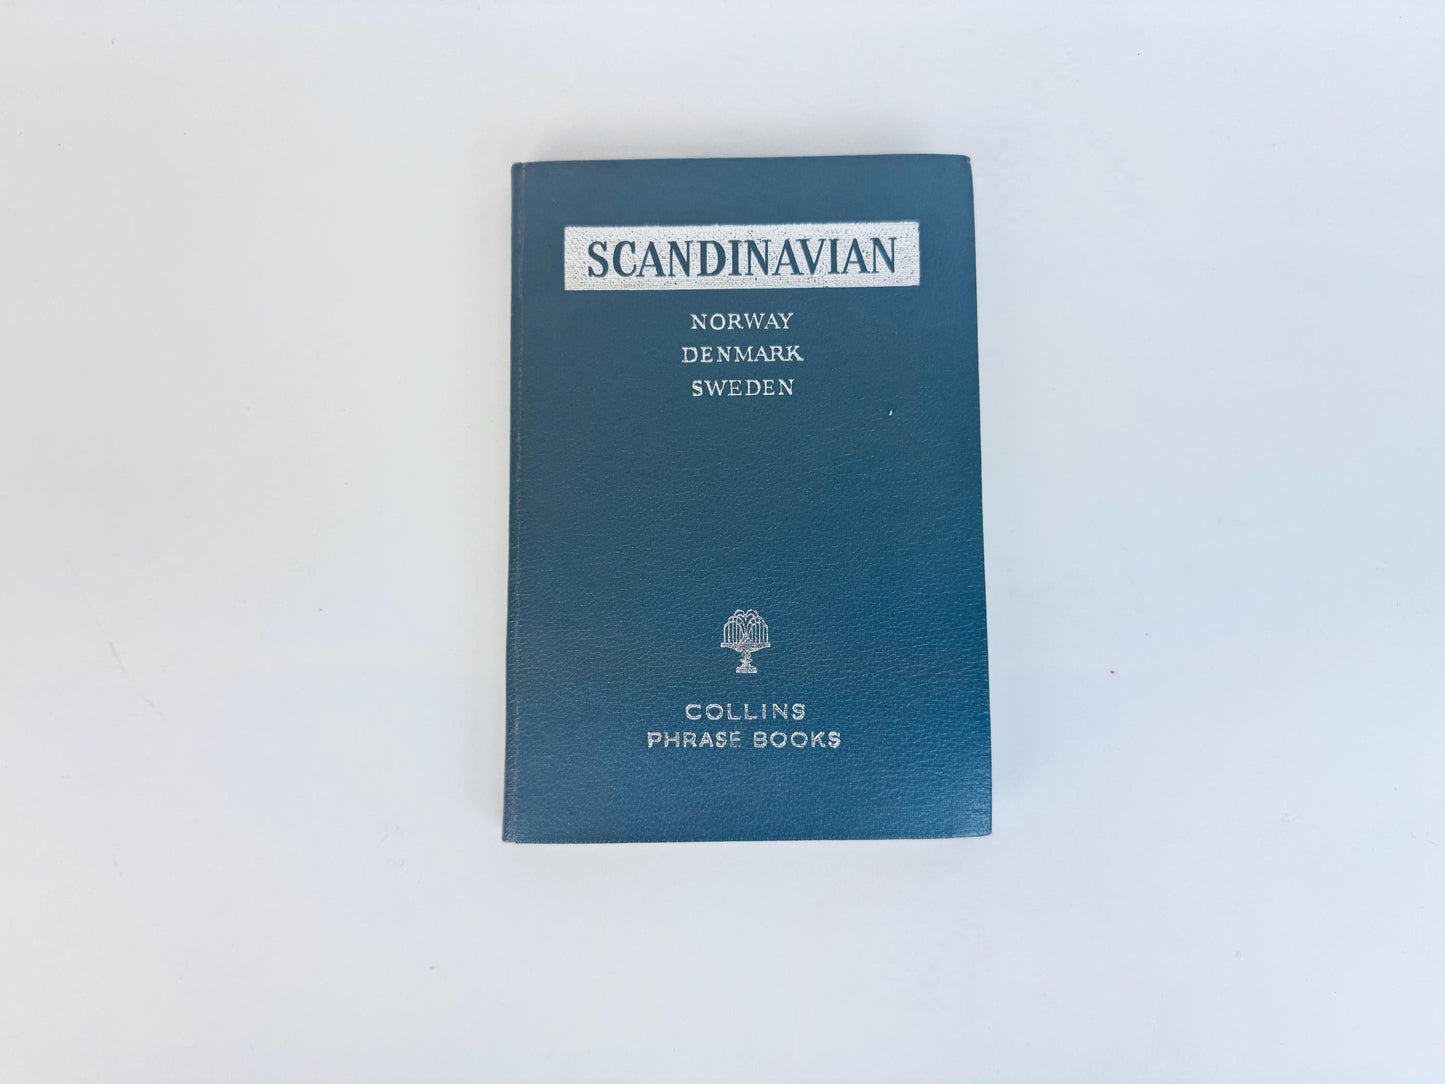 SCANDINAVIAN
NORWAY
DENMARK
SWEDEN
COLLINS
PHRASE BOOKS